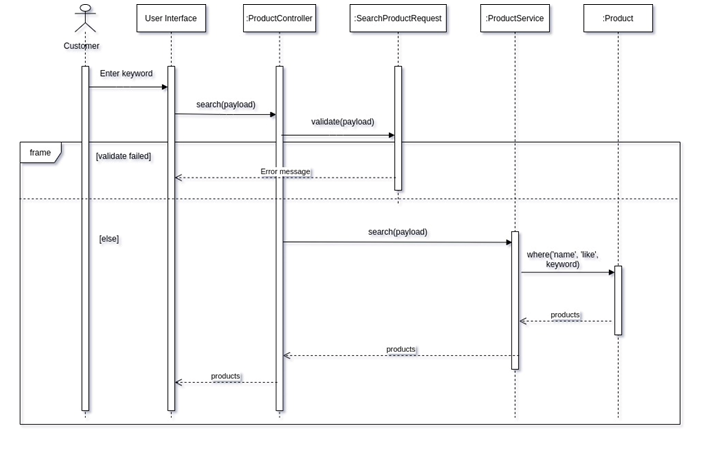 User Interface
:ProductController
:SearchProductRequest
:ProductService
:Product
Customer
Enter keyword
search(payload)
validate(payload)
frame
[validate failed]
Error message
[else]
search(payload)
where('name', 'like',
keyword)
products
products
products